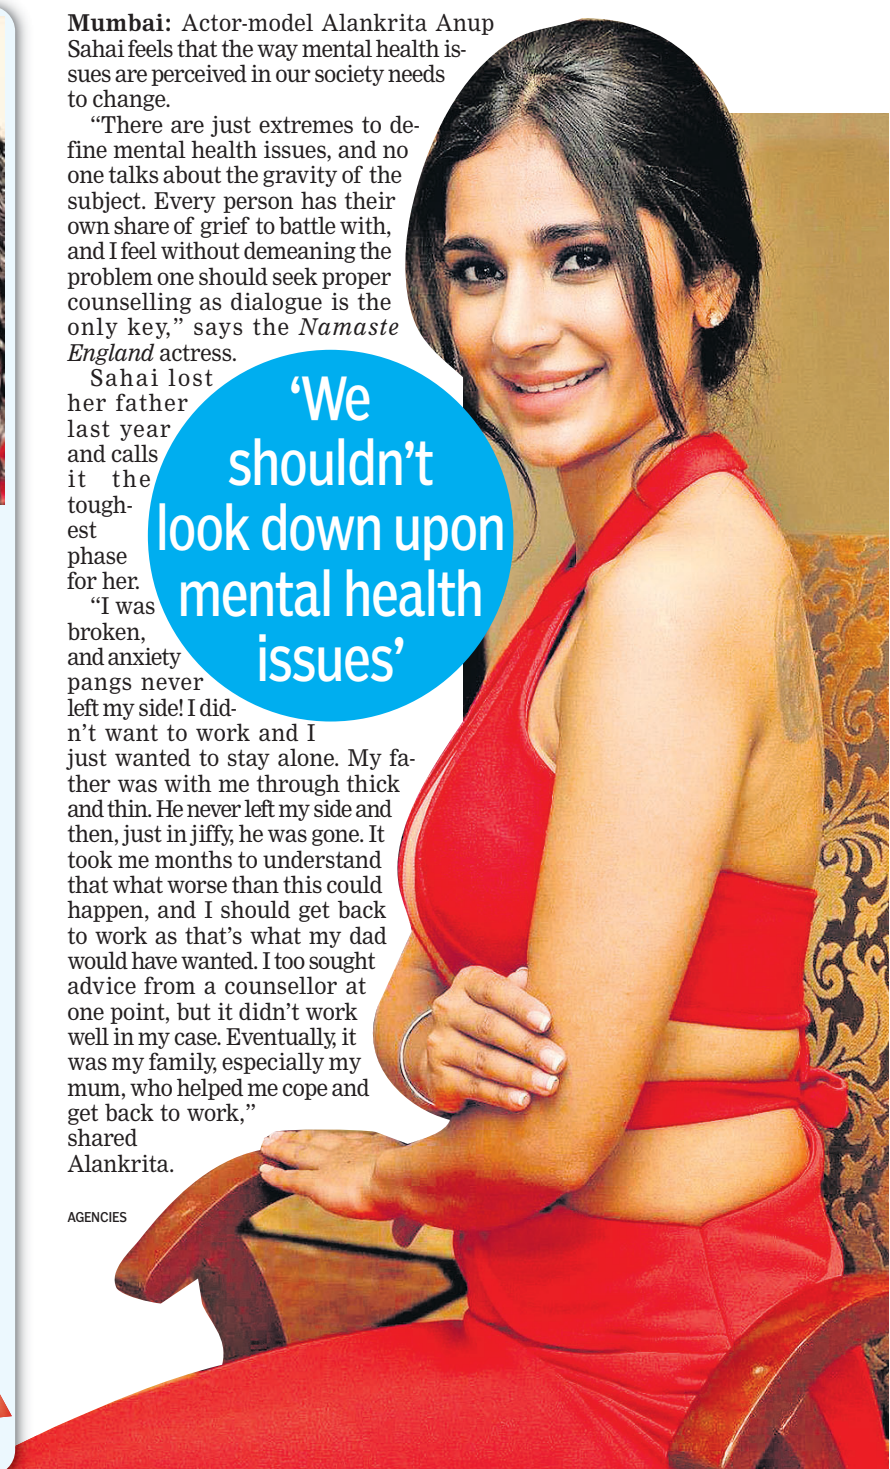 Mumbai: Actor-model Alankrita Anup
Sahai feels that the way mental health is-
sues are perceived in our society needs
to change.
“There are just extremes to de-
fine mental health issues, and no
one talks about the gravity of the
subject. Every person has their
own share of grief to battle with,
and I feel without demeaning the
problem one should seek proper
counselling as dialogue is the
only key,” says the Namaste
England actress.
Sahai lost
her father
last year
and calls
it the
tough-
est
phase
for her.
“I was
broken,
and anxiety
pangs never
left my side! I did-
n’t want to work and I
just wanted to stay alone. My fa-
ther was with me through thick
and thin. He never left my side and
then, just in jiffy, he was gone. It
took me months to understand
that what worse than this could
happen, and I should get back
to work as that’s what my dad
would have wanted. I too sought
advice from a counsellor at
one point, but it didn’t work
well in my case. Eventually, it
was my family, especially my
mum, who helped me cope and
get back to work,”
shared
Alankrita.
AGENCIES
‘We
shouldn’t
look down upon
mental health
issues’